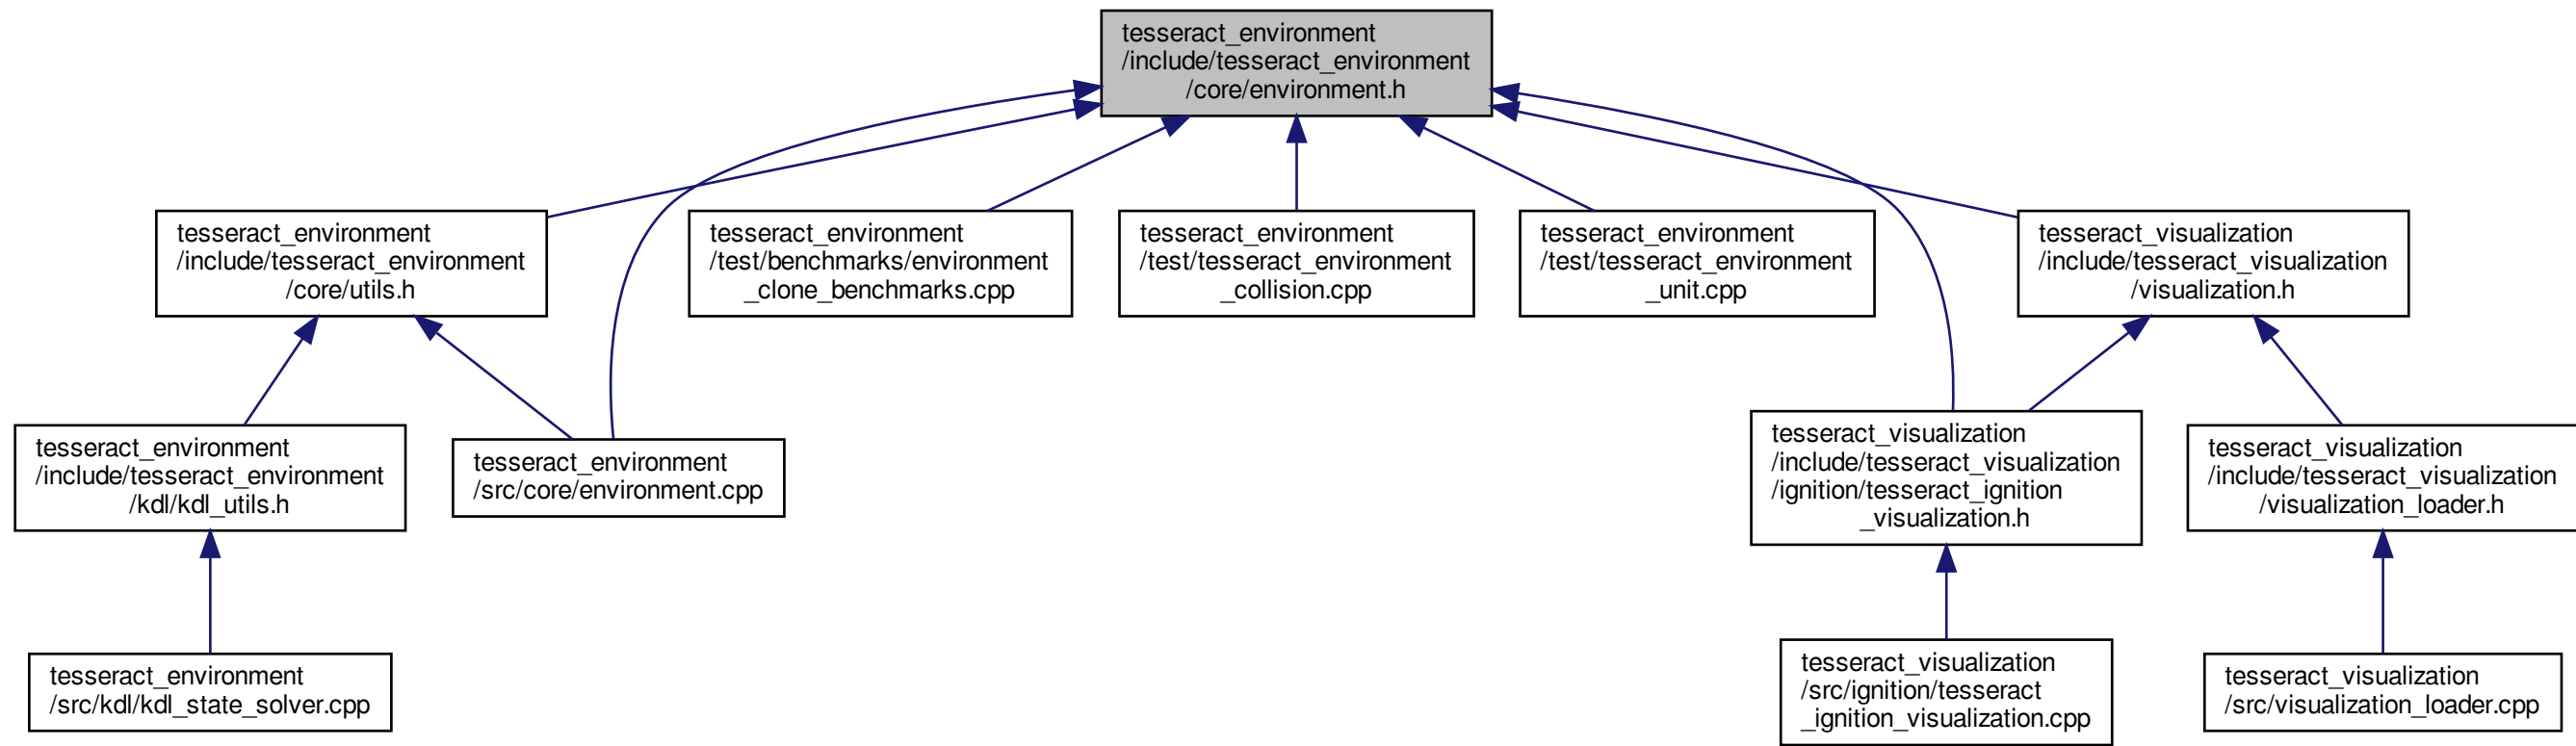 tesseract_environment
/include/tesseract_environment
/core/environment.h
tesseract_environment
/include/tesseract_environment
/core/utils.h
tesseract_environment
/test/benchmarks/environment
_clone_benchmarks.cpp
tesseract_environment
/test/tesseract_environment
_collision.cpp
tesseract_environment
/test/tesseract_environment
_unit.cpp
tesseract_visualization
/include/tesseract_visualization
/visualization.h
tesseract_environment
/include/tesseract_environment
/kdl/kdl_utils.h
tesseract_environment
/src/core/environment.cpp
tesseract_visualization
/include/tesseract_visualization
/ignition/tesseract_ignition
_visualization.h
tesseract_visualization
/include/tesseract_visualization
/visualization_loader.h
tesseract_environment
/src/kdl/kdl_state_solver.cpp
tesseract_visualization
/src/ignition/tesseract
_ignition_visualization.cpp
tesseract_visualization
/src/visualization_loader.cpp